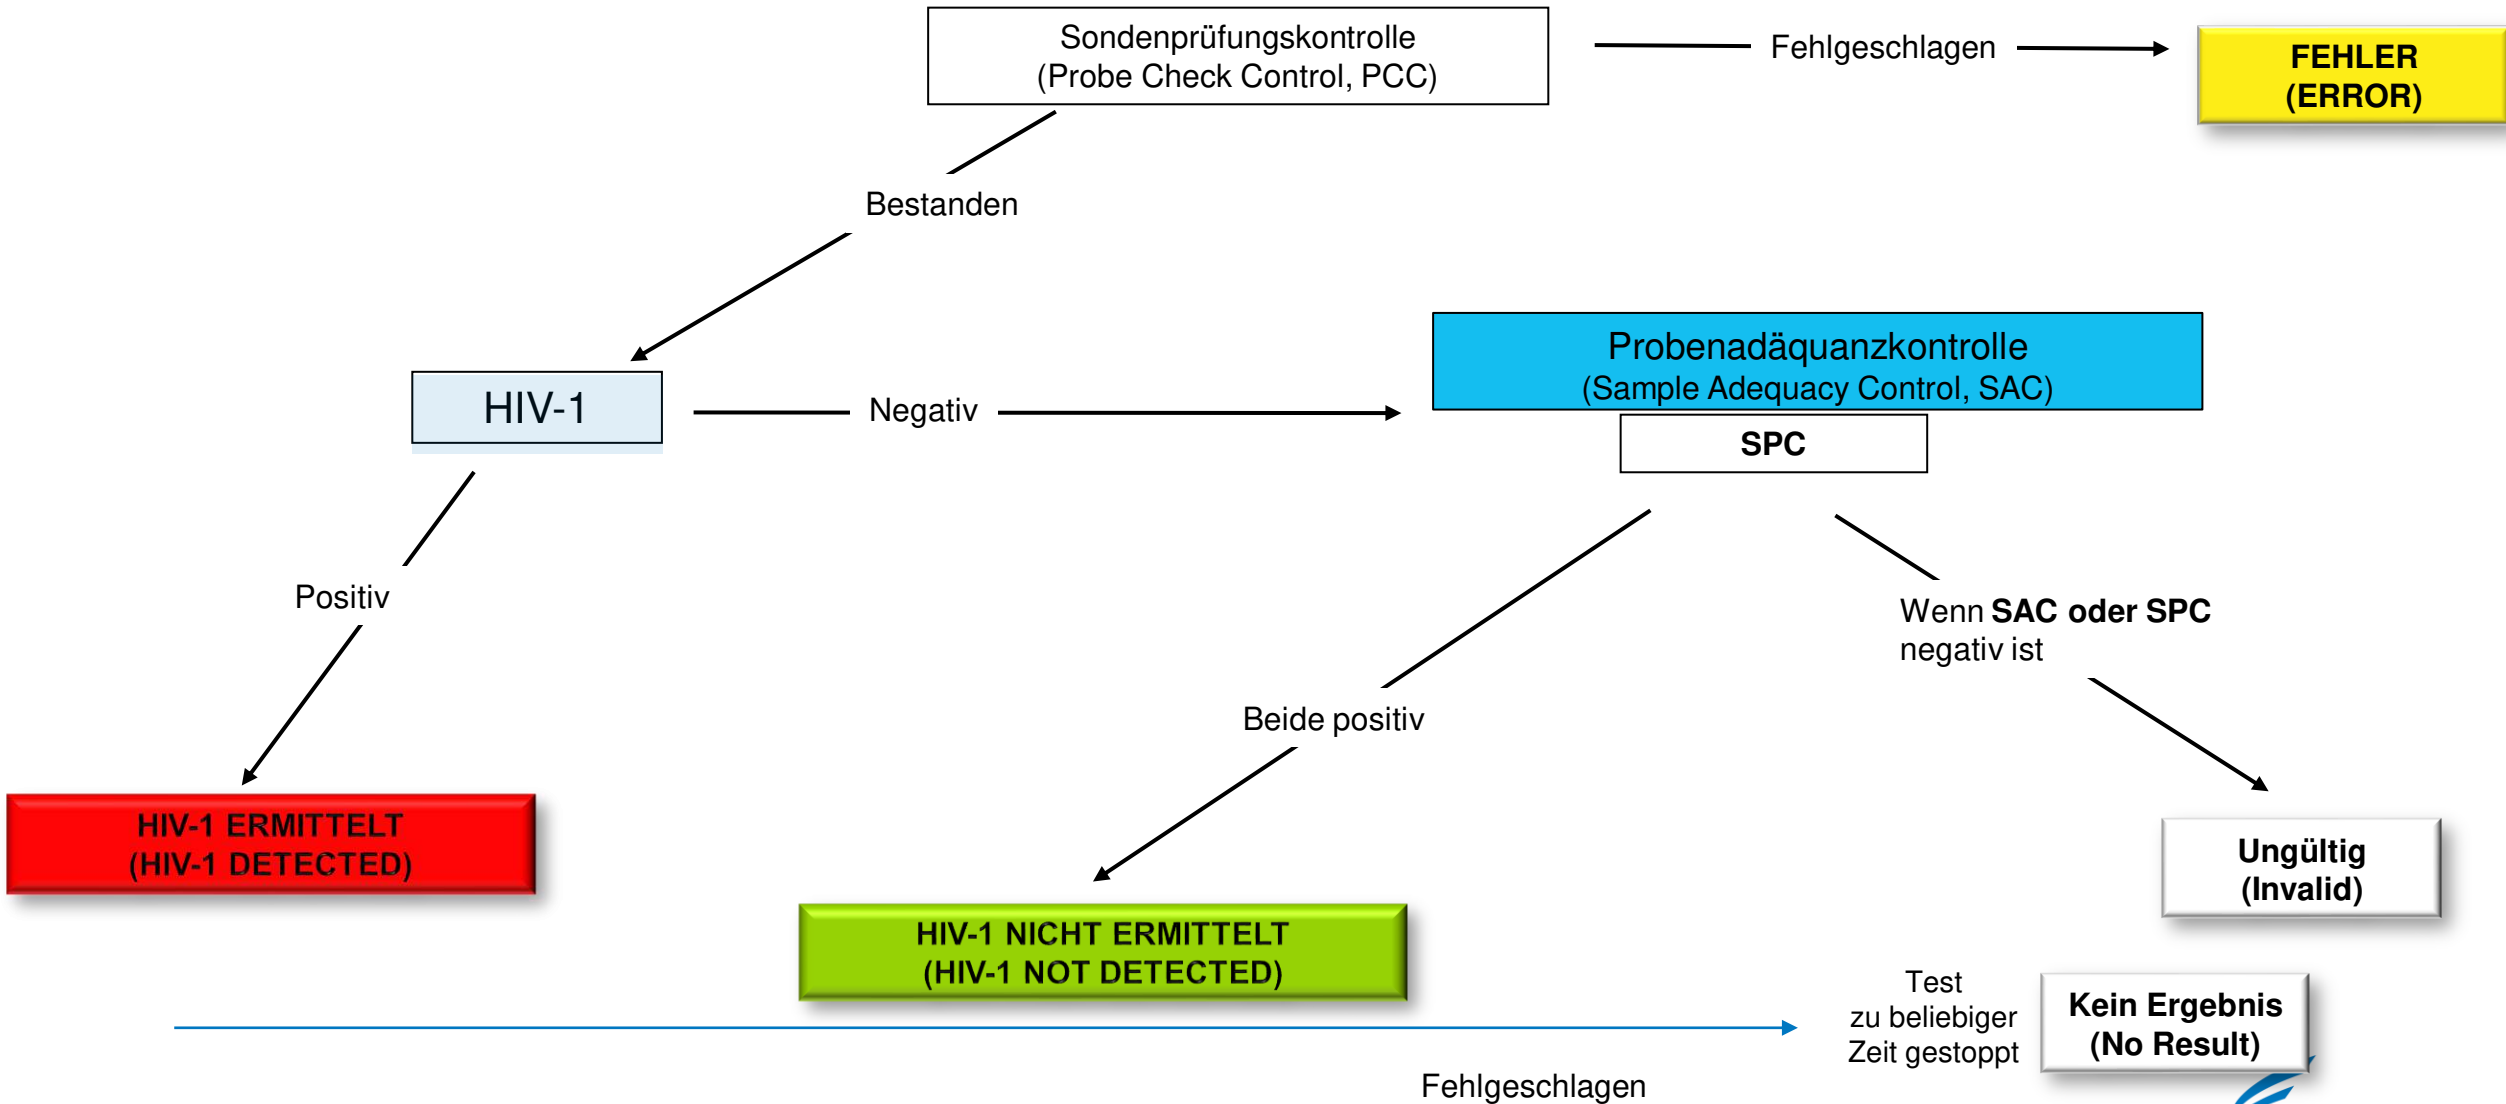 Sondenprüfungskontrolle
(Probe Check Control, PCC)
Fehlgeschlagen
FEHLER
(ERROR)
Bestanden
HIV-1
Negativ
Probenadäquanzkontrolle
(Sample Adequacy Control, SAC)
SPC
Positiv
Wenn SAC oder SPC
negativ ist
Beide positiv
HIV-1 ERMITTELT
(HIV-1 DETECTED)
Ungültig
(Invalid)
HIV-1 NICHT ERMITTELT
(HIV-1 NOT DETECTED)
Test
zu beliebiger
Zeit gestoppt
Kein Ergebnis
(No Result)
Fehlgeschlagen